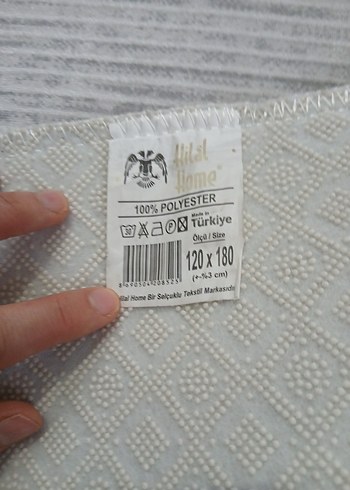 Hilal
Home
100% POLYESTER
Made in
Türkiye
Ölçü / Size
120 x 180
(+-%3 cm)
Hilal Home Bir Selçuklu Tekstil Markasıdır